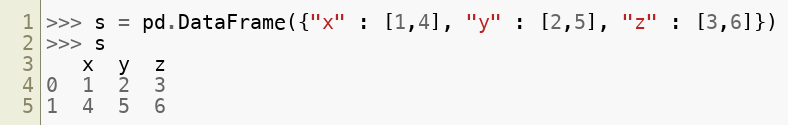 1 >>> s = pd.DataFrame({"x" : [1,4], "y" : [2,5], "z" : [3,6]})
2 >>> s
3    x  y  z
4 0  1  2  3
5 1  4  5  6